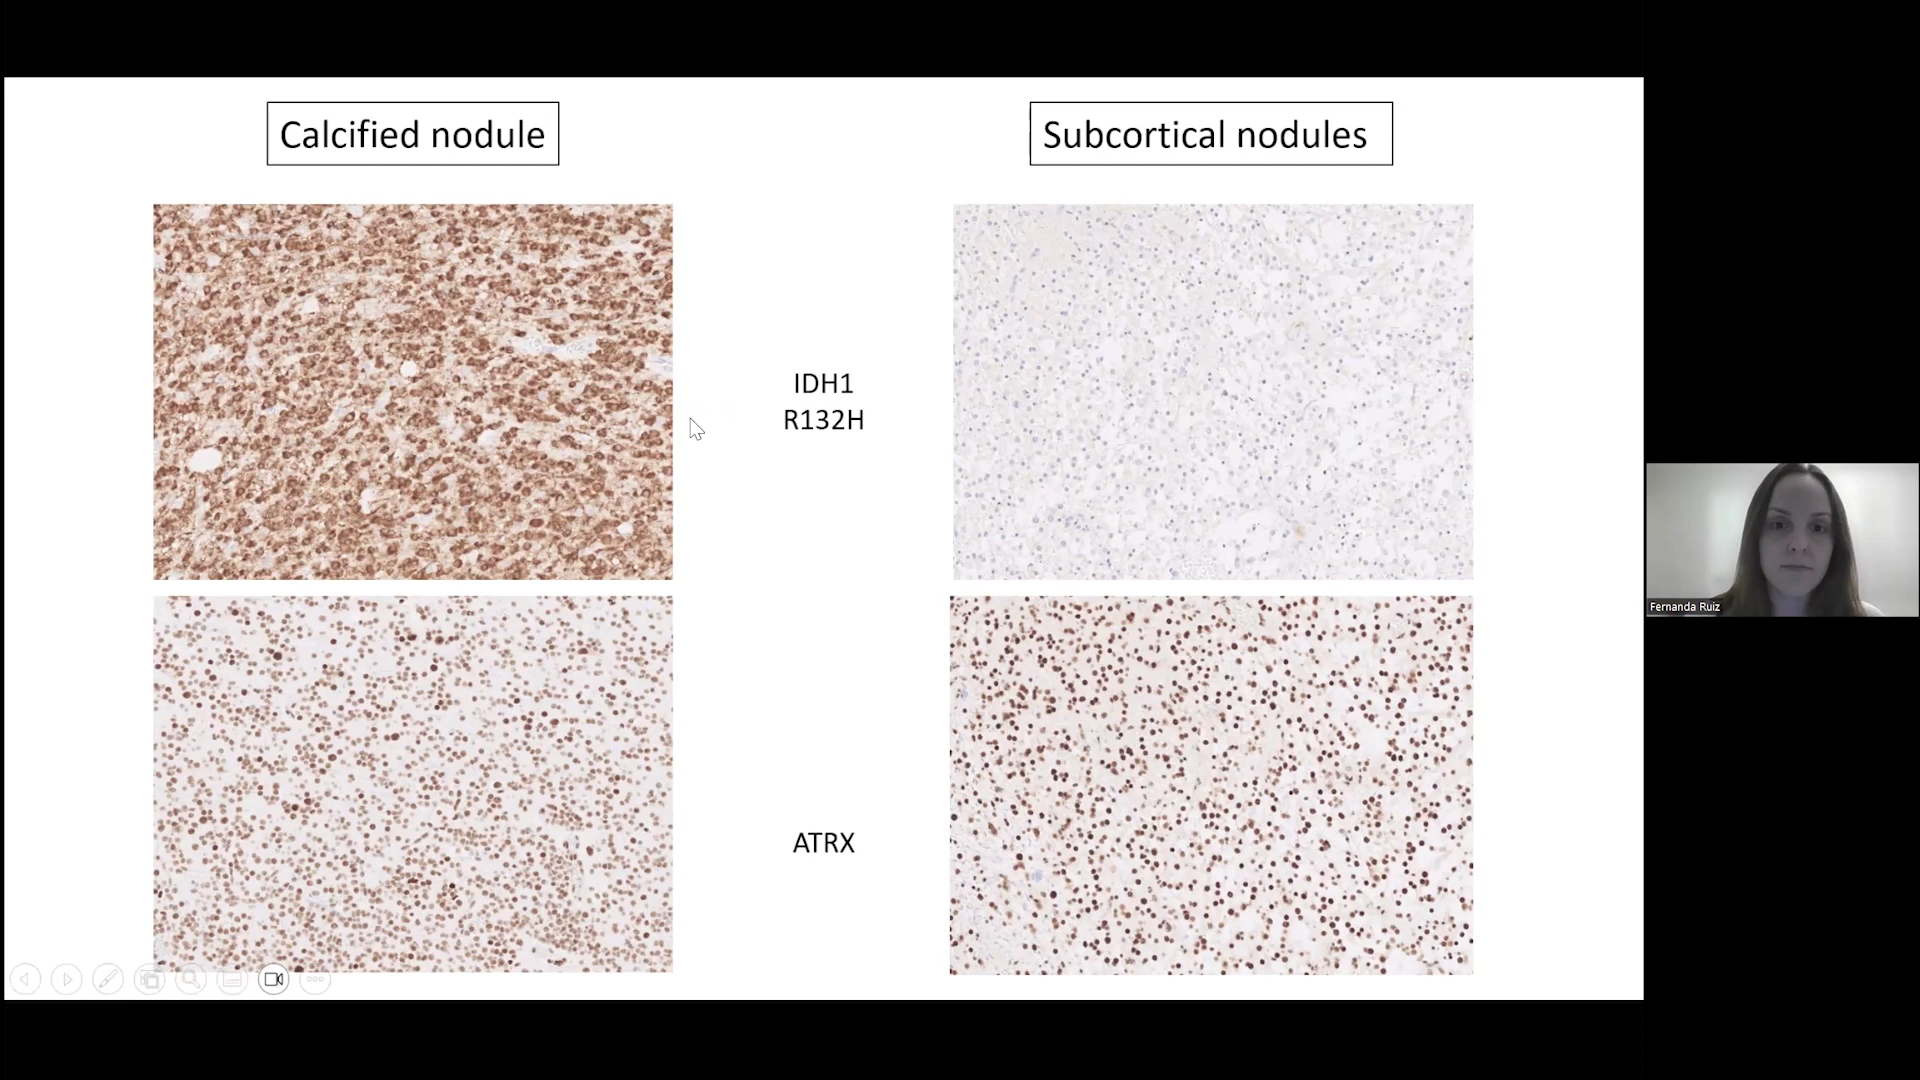 Calcified nodule
Subcortical nodules
IDH1
R132H
ATRX
Fernanda Ruiz